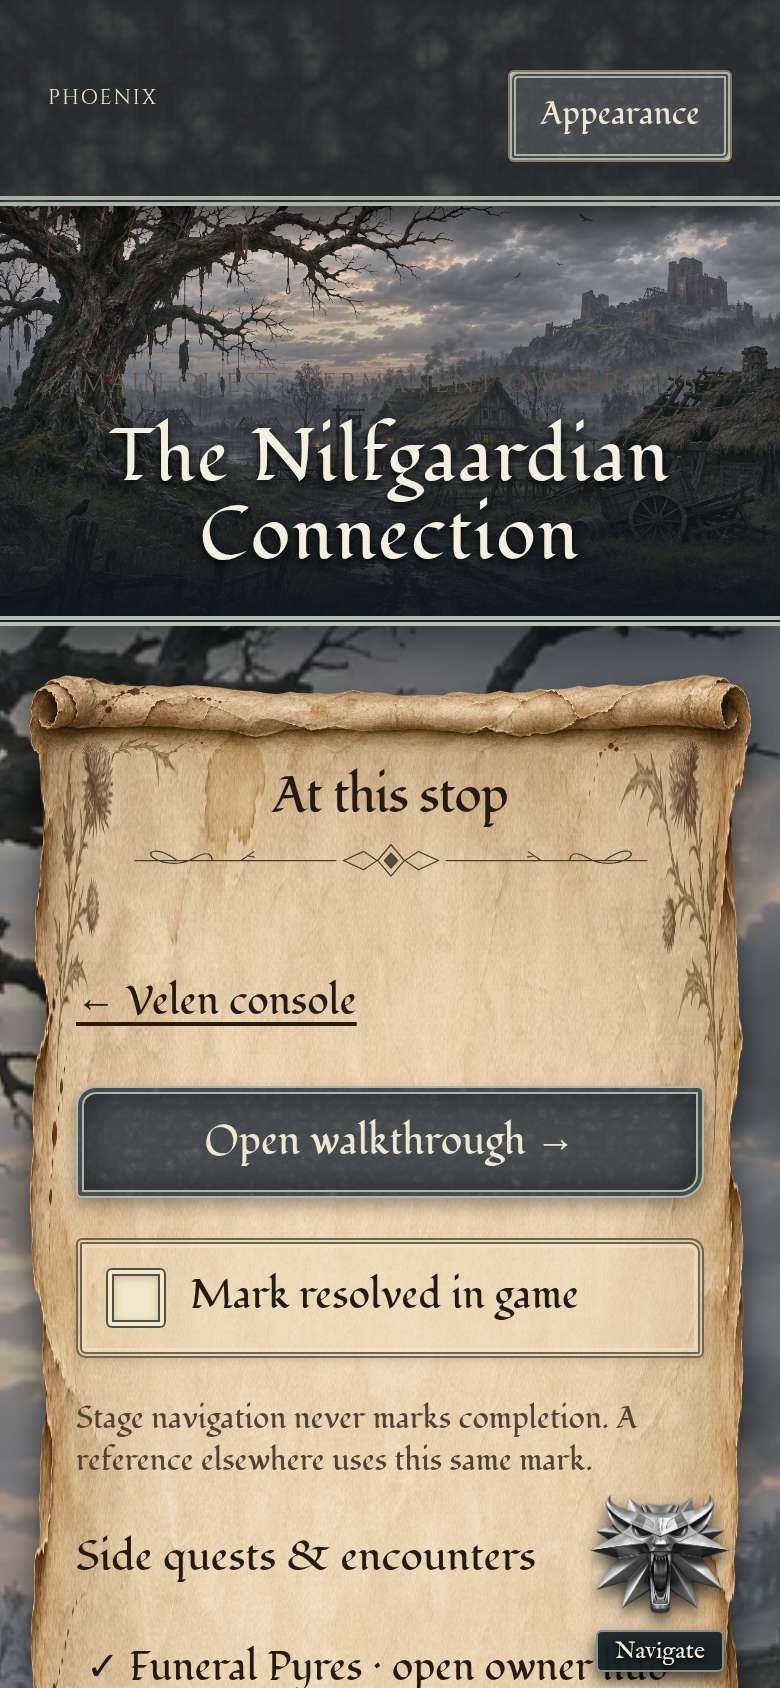 PHOENIX
Appearance
The Nilfgaardian
Connection
At this stop
← Velen console
Open walkthrough →
Mark resolved in game
Stage navigation never marks completion. A
reference elsewhere uses this same mark.
Side quests & encounters
✓ Funeral Pyres · open owner hub
Navigate